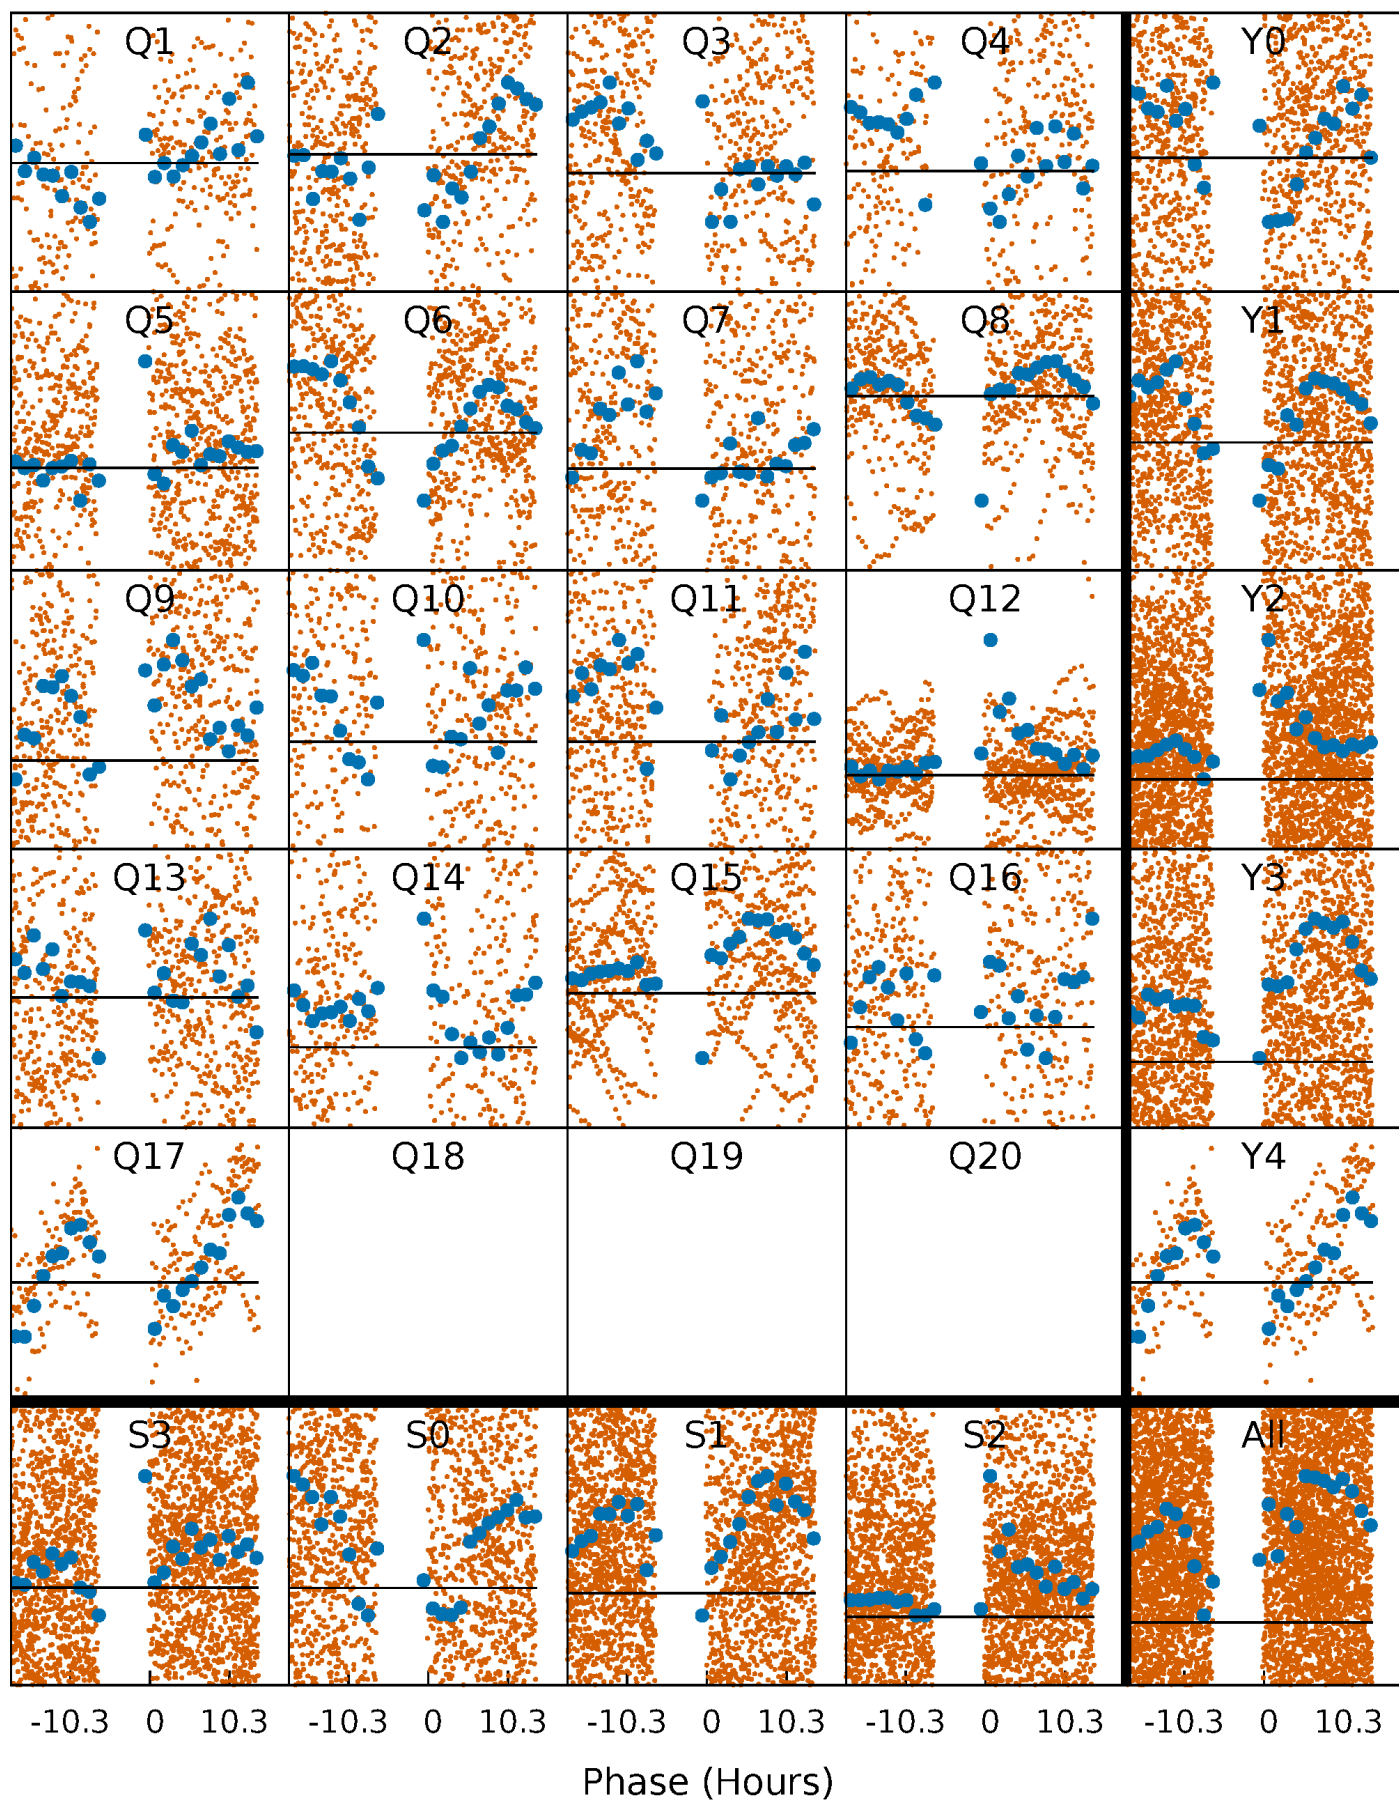 Q1 Q2 Q3 Q4 Y0
Q5 Q6 Q7 Q8 Y1
Q9 Q10 Q11 Q12 Y2
Q13 Q14 Q15 Q16 Y3
Q17 Q18 Q19 Q20 Y4
S3 S0 S1 S2 All
-10.3 0 10.3 -10.3 0 10.3 -10.3 0 10.3 -10.3 0 10.3 -10.3 0 10.3
Phase (Hours)